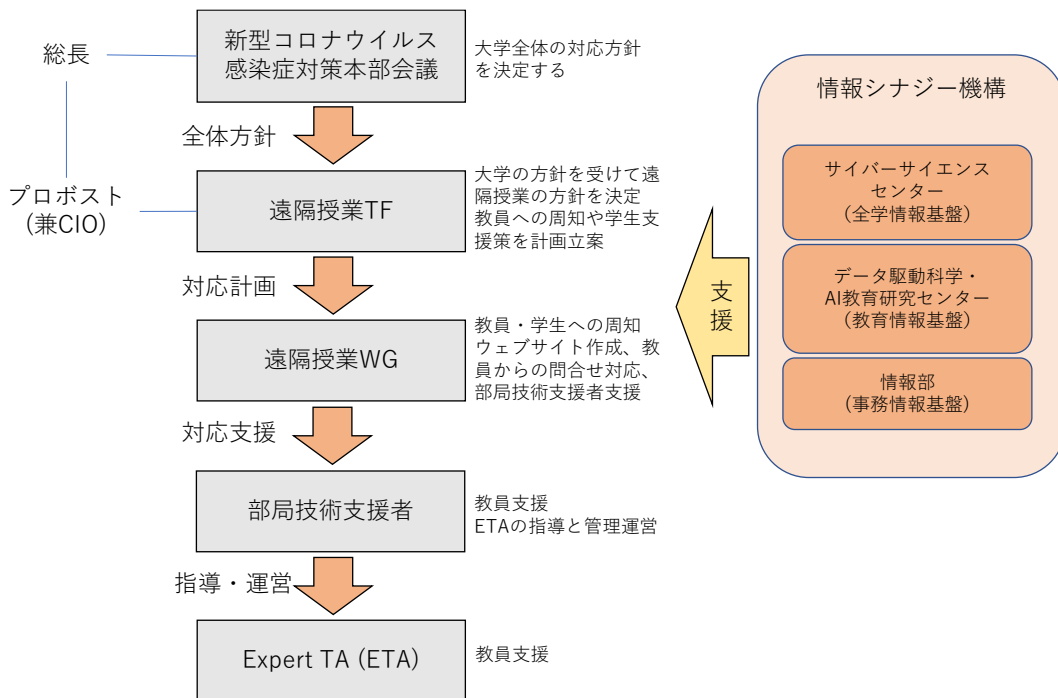 総長
新型コロナウイルス
感染症対策本部会議
大学全体の対応方針
を決定する
全体方針
プロボスト
(兼CIO)
遠隔授業TF
大学の方針を受けて遠
隔授業の方針を決定
教員への周知や学生支
援策を計画立案
対応計画
遠隔授業WG
教員・学生への周知
ウェブサイト作成、教
員からの問合せ対応、
部局技術支援者支援
対応支援
部局技術支援者
教員支援
ETAの指導と管理運営
指導・運営
Expert TA (ETA)
教員支援
支
援
情報シナジー機構
サイバーサイエンス
センター
(全学情報基盤)
データ駆動科学・
AI教育研究センター
(教育情報基盤)
情報部
(事務情報基盤)